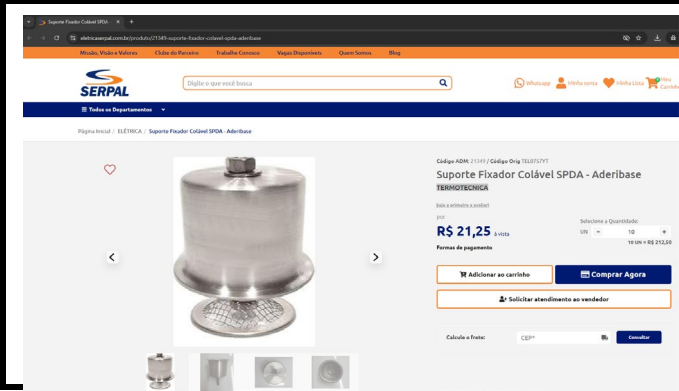 Suporte Fixador Colável SPDA -
eletricaserpal.com.br/produto/21349-suporte-fixador-colavel-spda-aderibase
Missão, Visão e Valores Clube do Parceiro Trabalhe Conosco Vagas Disponíveis Quem Somos Blog
SERPAL
Digite o que você busca
Whatsapp Minha conta Minha Lista Meu Carrinho
Todos os Departamentos
Página Inicial / ELÉTRICA / Suporte Fixador Colável SPDA - Aderibase
Código ADM: 21349 / Código Orig TEL0757YT
Suporte Fixador Colável SPDA - Aderibase
TERMOTECNICA
Seja o primeiro a avaliar!
por
R$ 21,25 à vista
Formas de pagamento
Selecione a Quantidade:
UN - 10 +
10 UN = R$ 212,50
Adicionar ao carrinho
Comprar Agora
Solicitar atendimento ao vendedor
Calcule o frete: CEP* Consultar